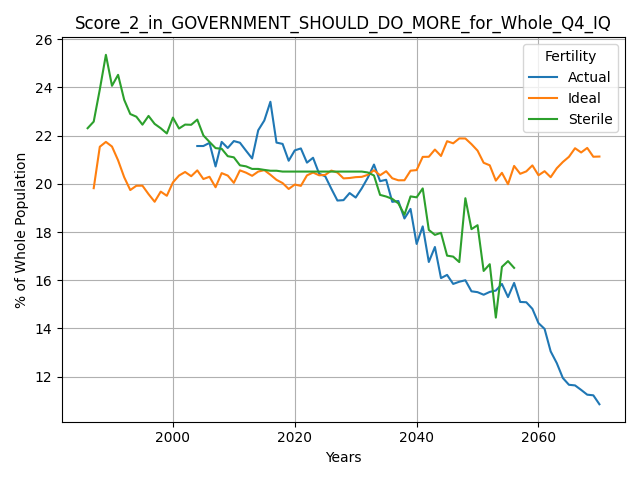 Score_2_in_GOVERNMENT_SHOULD_DO_MORE_for_Whole_Q4_IQ
26
24
22
20
18
16
14
12
% of Whole Population
Fertility
Actual
Ideal
Sterile
2000
2020
2040
2060
Years